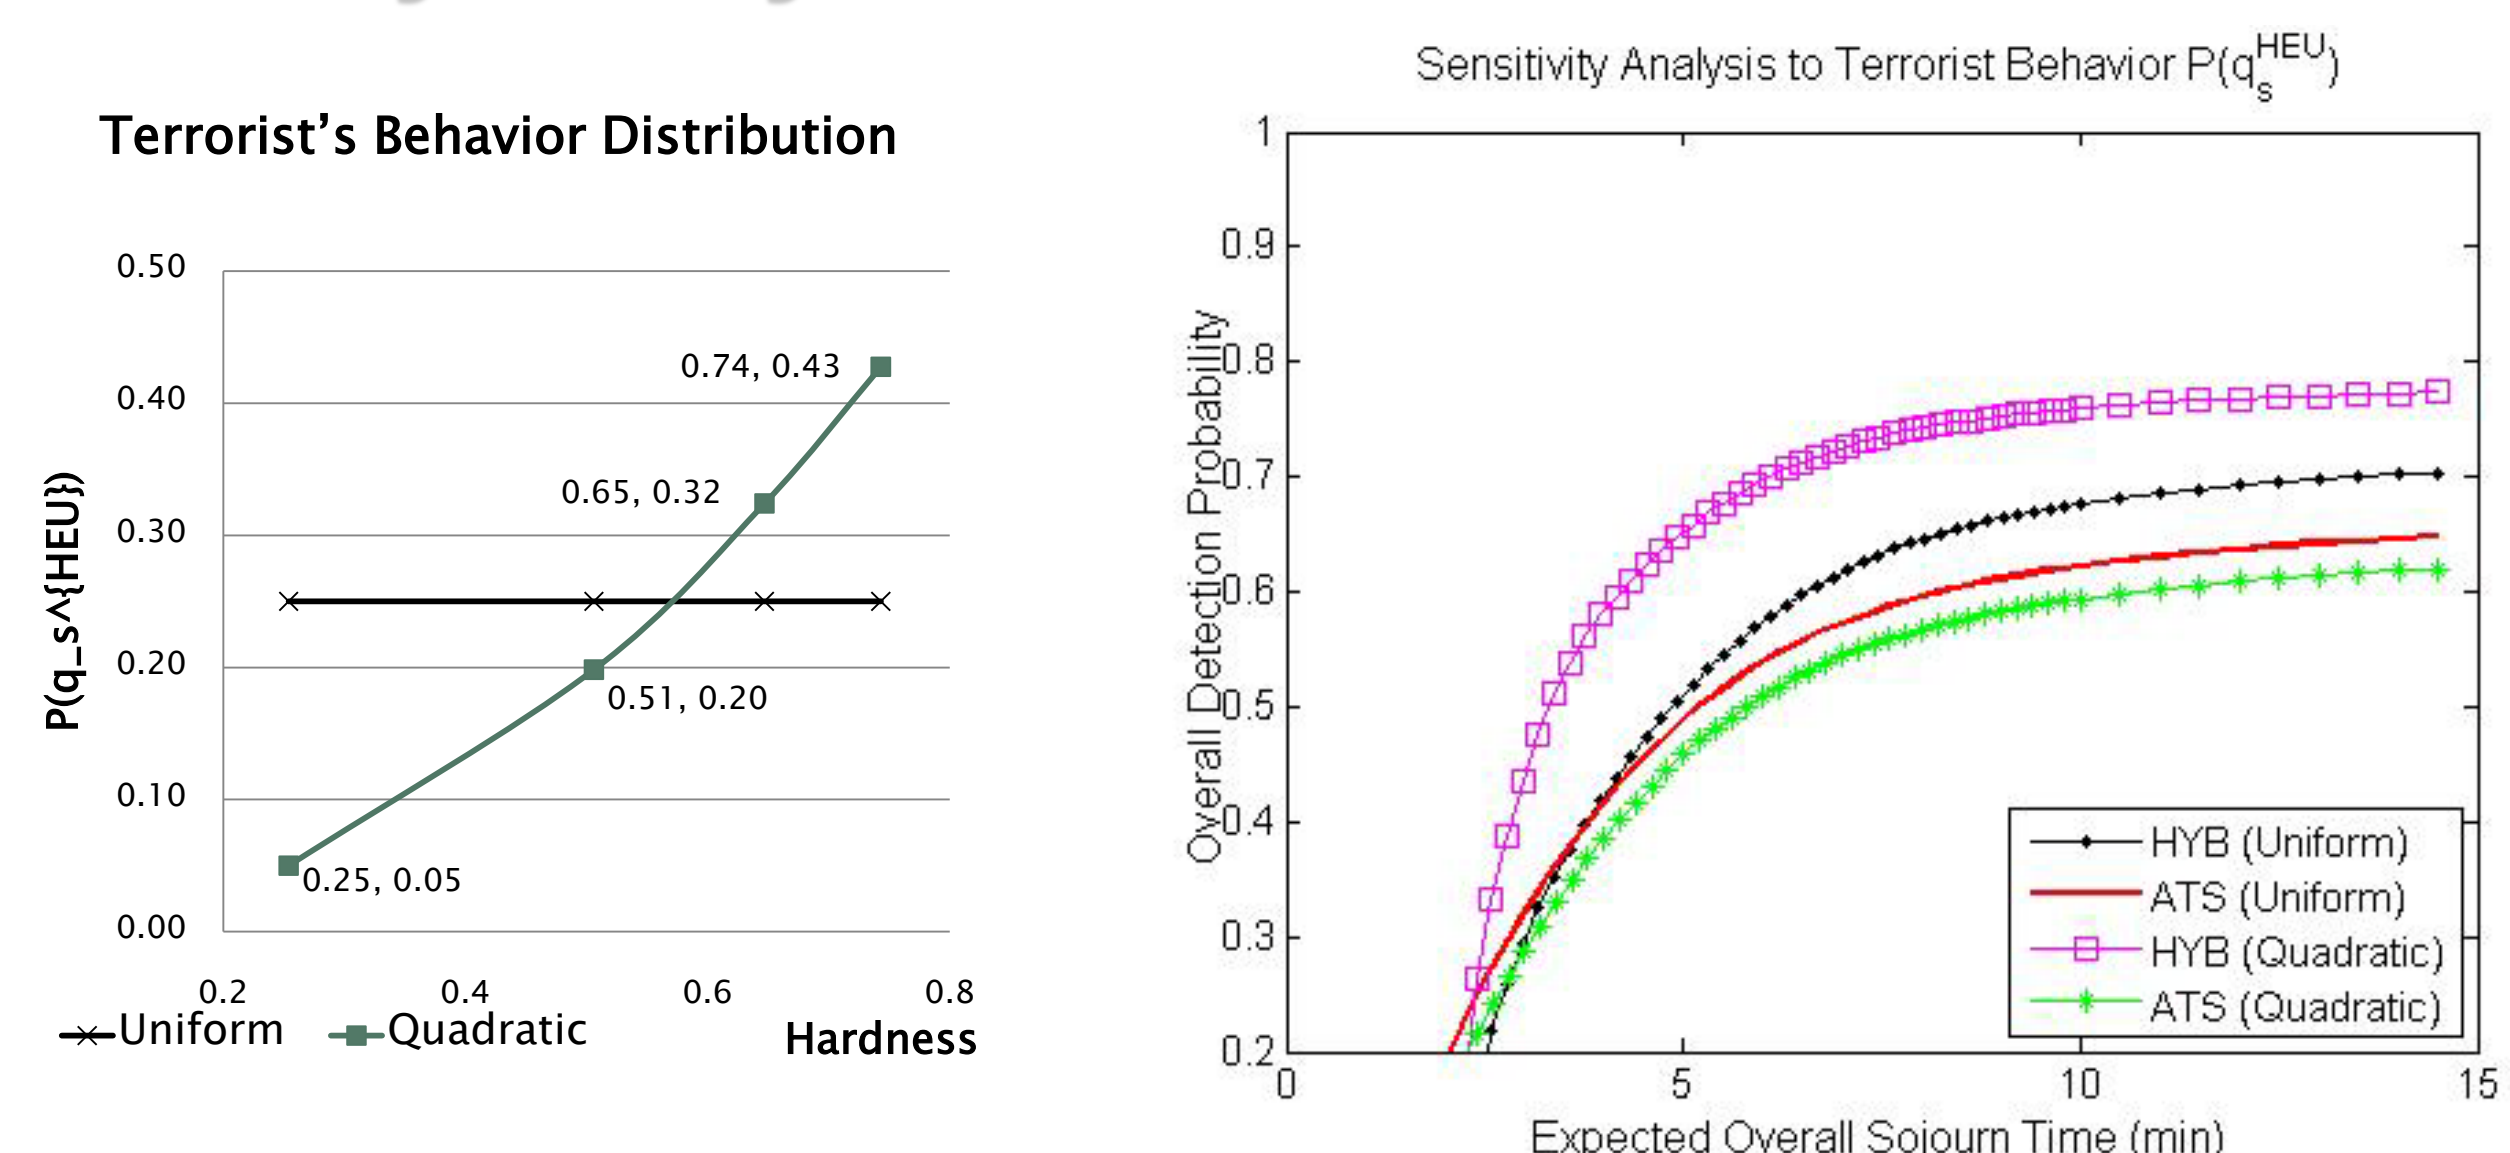 Terrorist's Behavior Distribution
0.50
0.40
0.30
0.20
0.10
0.00
P(q_s^{HEU})
0.74, 0.43
0.65, 0.32
0.51, 0.20
0.25, 0.05
0.2 0.4 0.6 0.8
Uniform Quadratic
Hardness
Sensitivity Analysis to Terrorist Behavior P(q_s^HEU)
1
0.9
0.8
0.7
0.6
0.5
0.4
0.3
0.2
Overall Detection Probability
HYB (Uniform)
ATS (Uniform)
HYB (Quadratic)
ATS (Quadratic)
0 5 10 15
Expected Overall Sojourn Time (min)